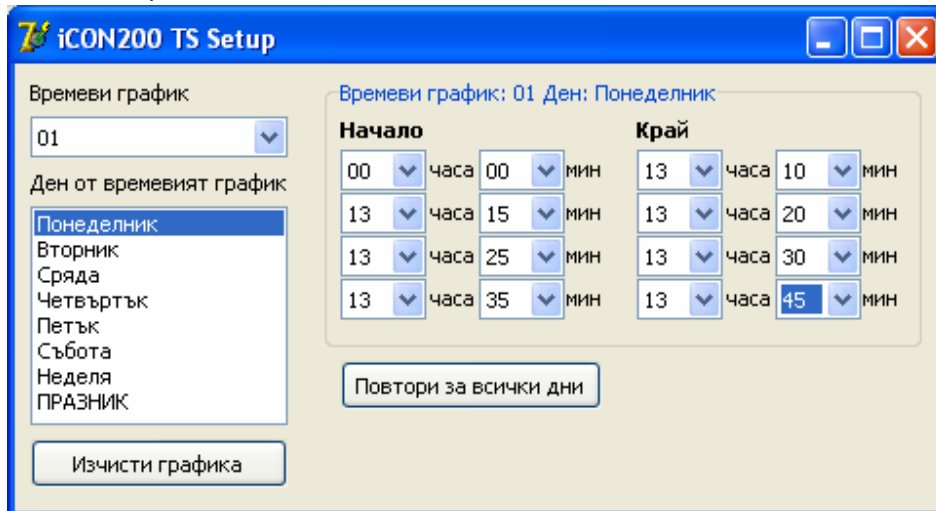 iCON200 TS Setup
Времеви график
01
Ден от времевият график
Понеделник
Вторник
Сряда
Четвъртък
Петък
Събота
Неделя
ПРАЗНИК
Изчисти графика
Времеви график: 01 Ден: Понеделник
Начало Край
00 часа 00 мин 13 часа 10 мин
13 часа 15 мин 13 часа 20 мин
13 часа 25 мин 13 часа 30 мин
13 часа 35 мин 13 часа 45 мин
Повтори за всички дни